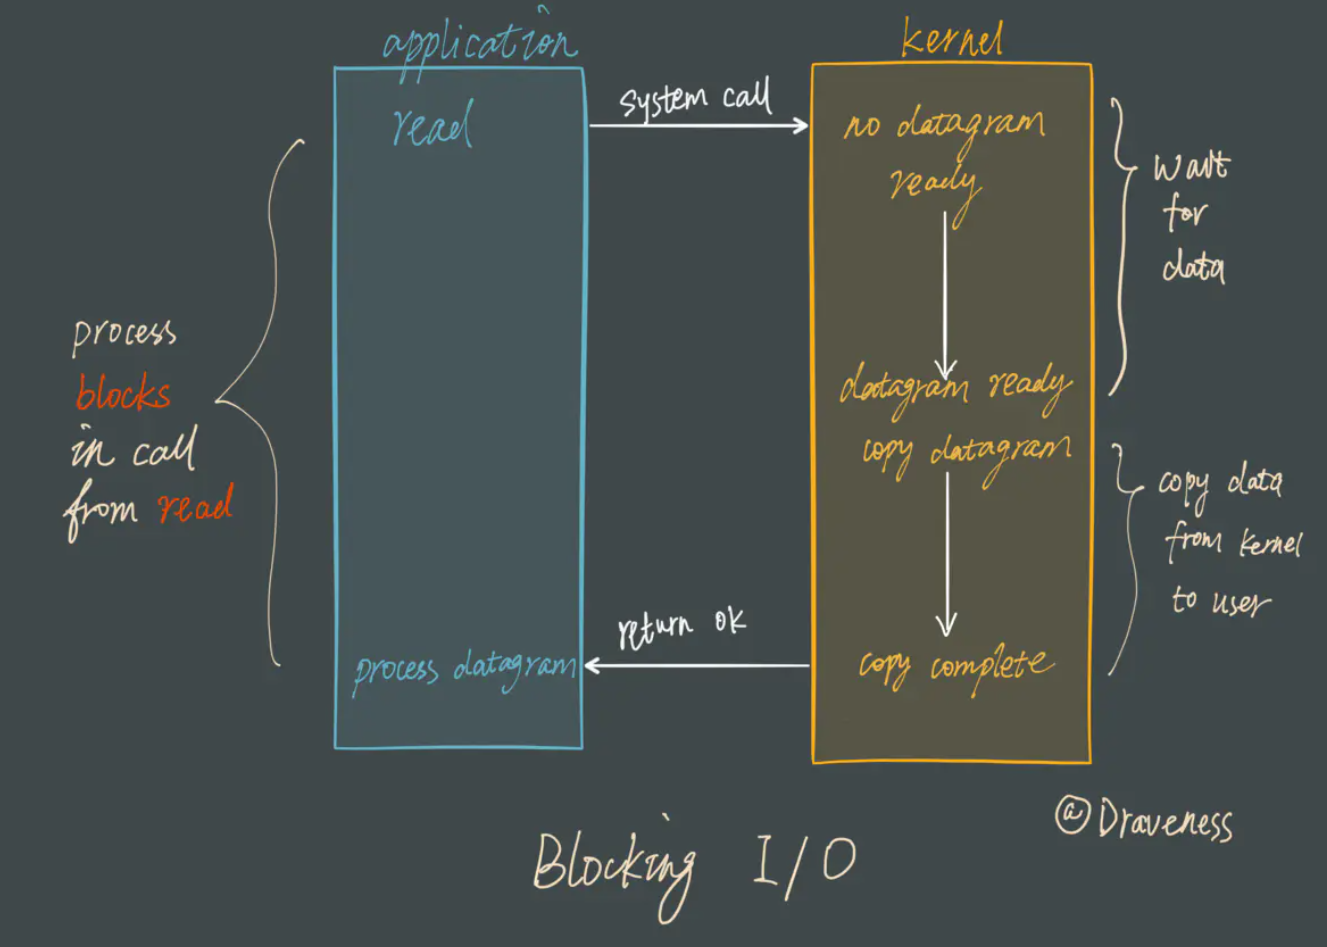 application
kernel
read
system call
no datagram
ready
wait
for
data
process
blocks
in call
from read
datagram ready
copy datagram
copy data
from kernel
to user
return ok
process datagram
copy complete
@Draveness
Blocking I/O